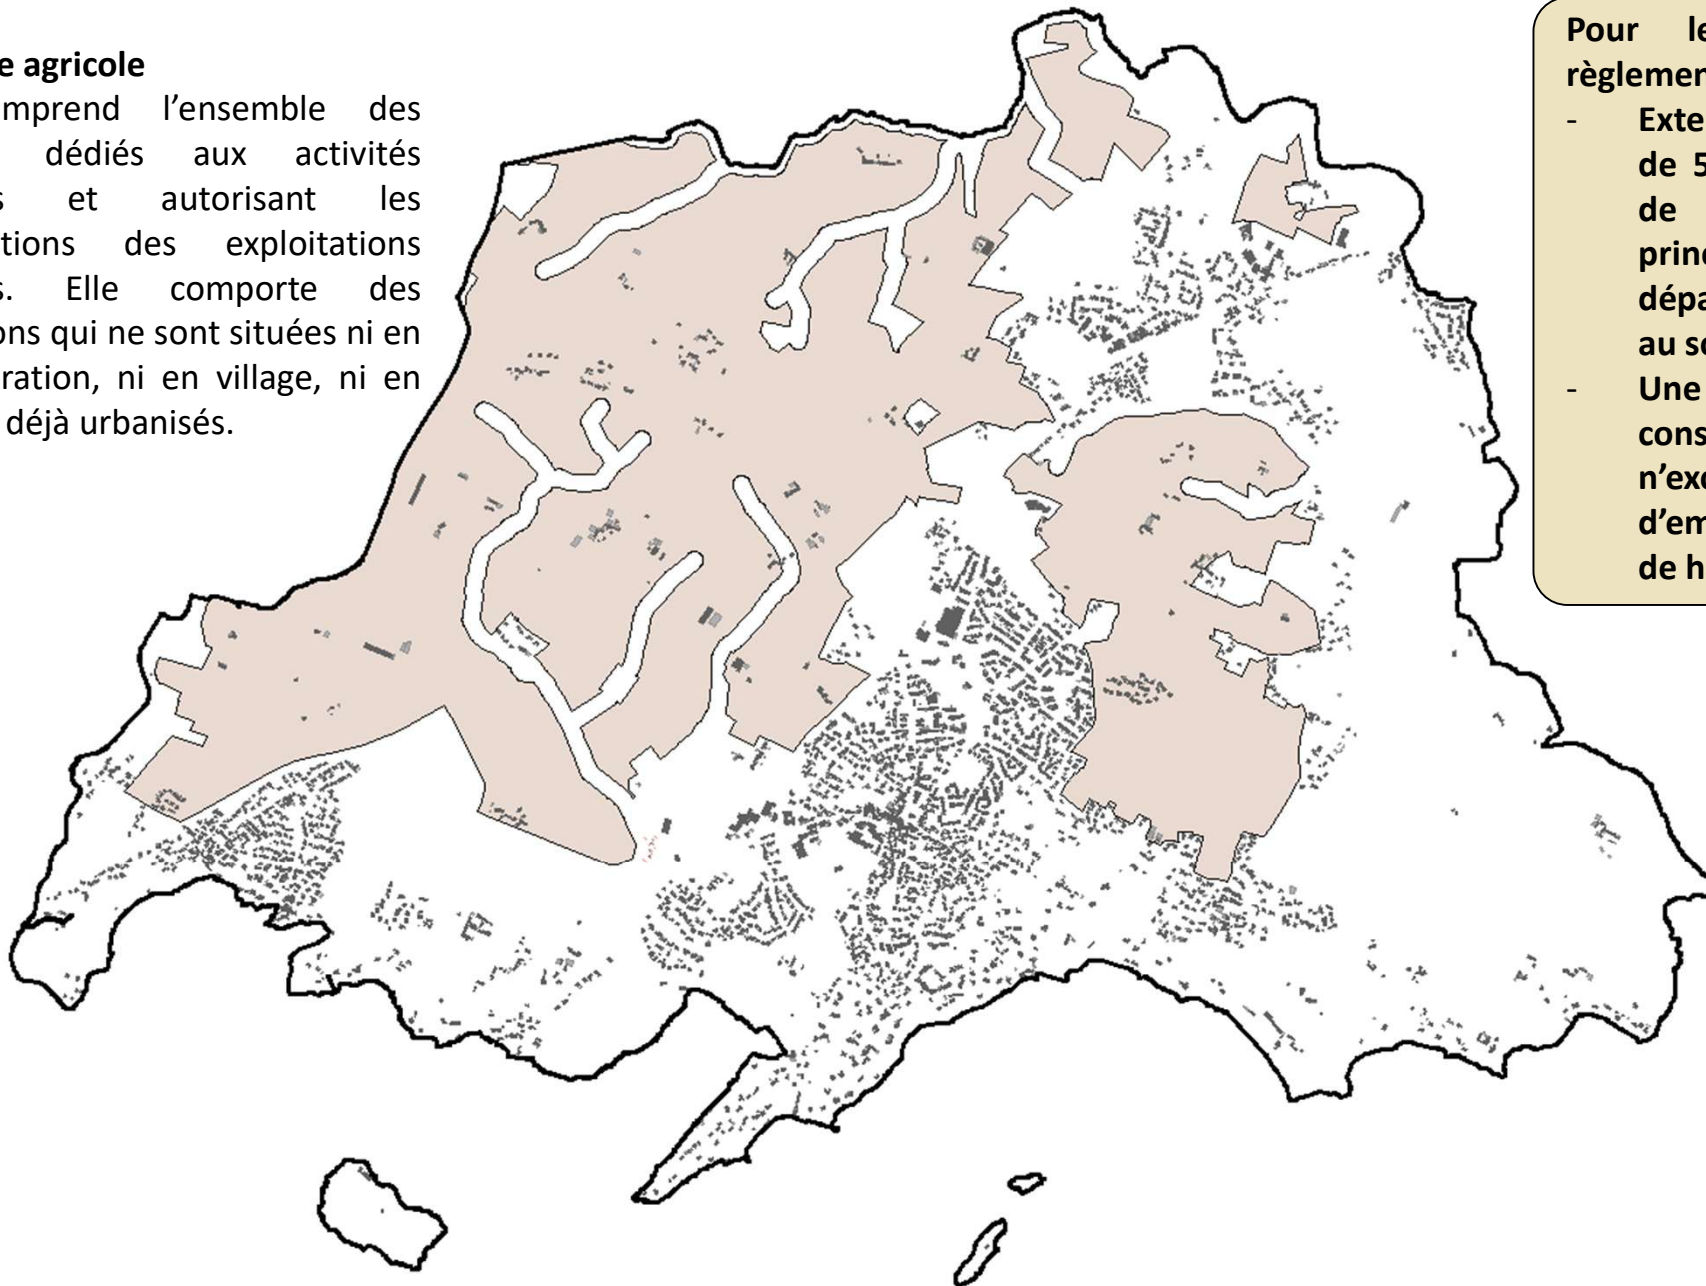 e agricole
mprend l’ensemble des
dédiés aux activités
s et autorisant les
tions des exploitations
s. Elle comporte des
ons qui ne sont situées ni en
ration, ni en village, ni en
déjà urbanisés.
Pour le
règlemen
- Exte
de 5
de
princ
dépa
au so
- Une
cons
n’exc
d’em
de h